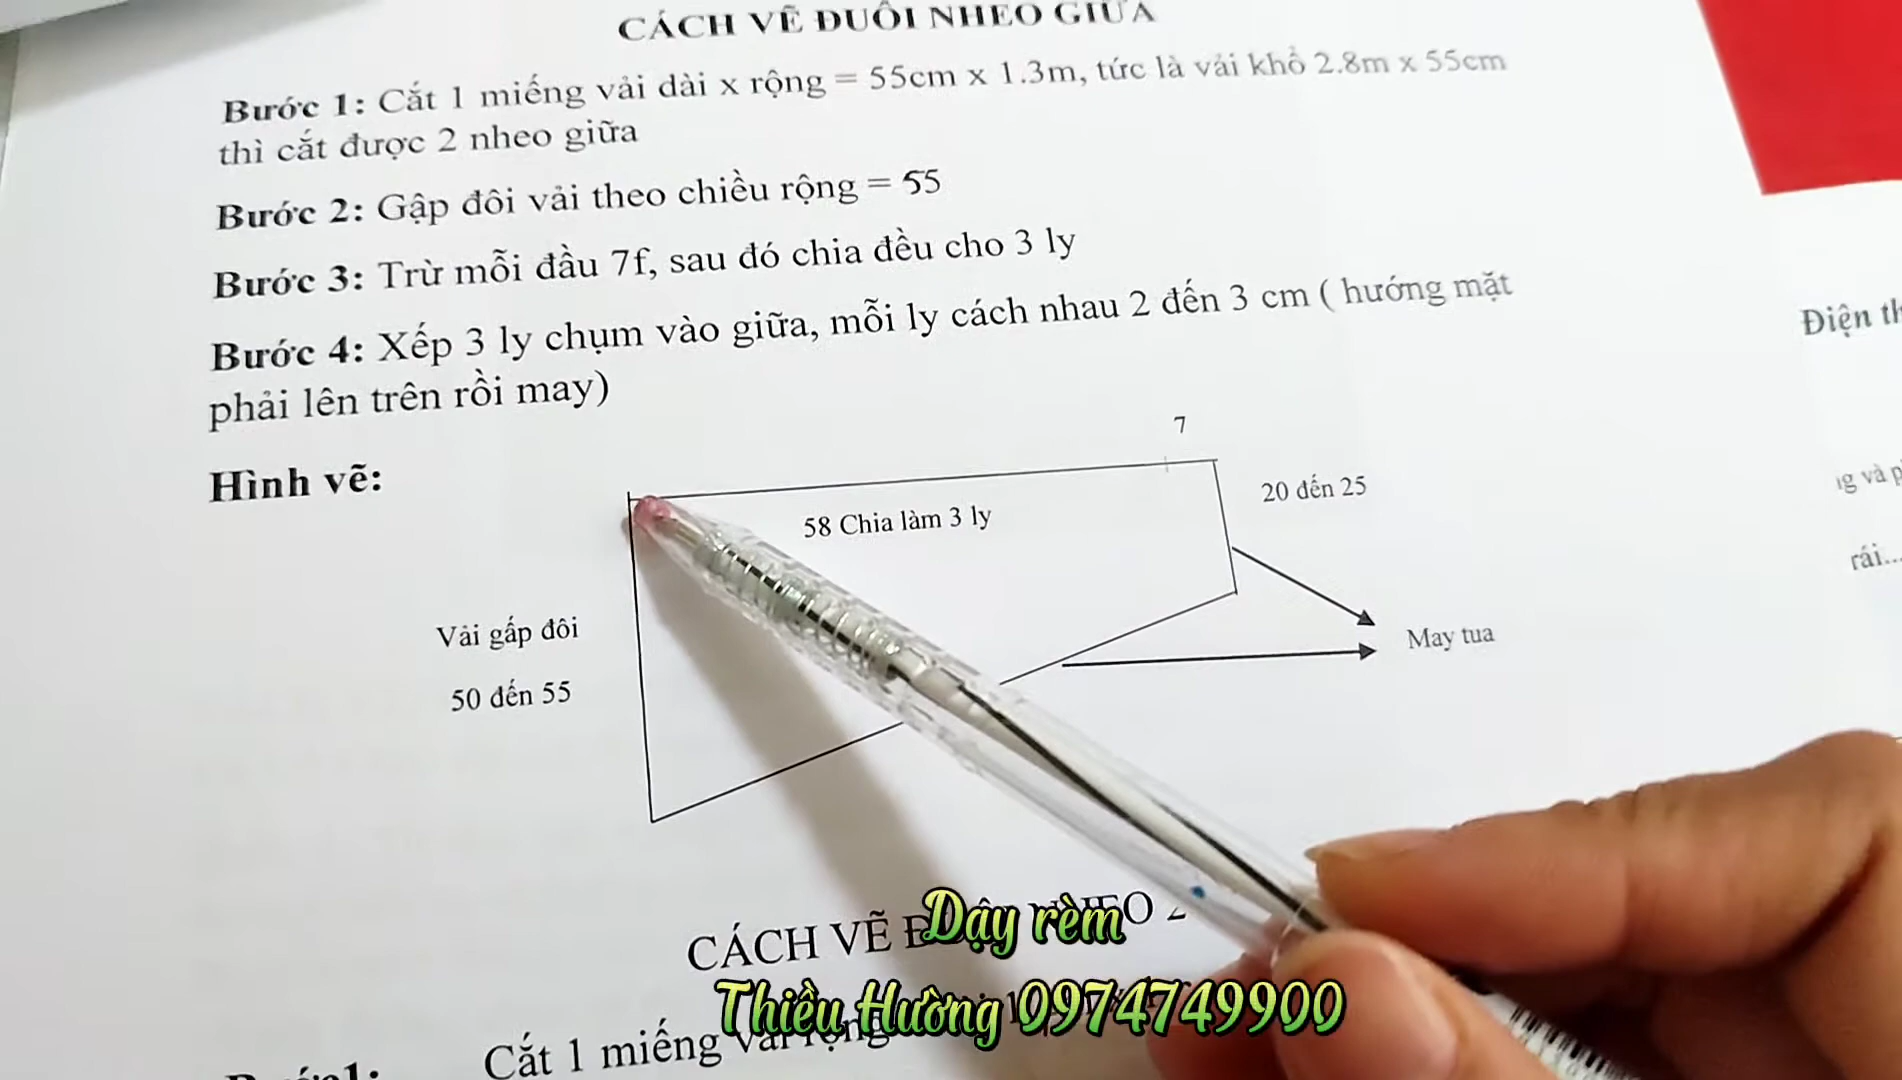 CÁCH VẼ ĐUÔI NHEO GIỮA
Bước 1: Cắt 1 miếng vải dài x rộng = 55cm x 1.3m, tức là vải khổ 2.8m x 55cm
thì cắt được 2 nheo giữa
Bước 2: Gập đôi vải theo chiều rộng = 55
Bước 3: Trừ mỗi đầu 7f, sau đó chia đều cho 3 ly
Bước 4: Xếp 3 ly chụm vào giữa, mỗi ly cách nhau 2 đến 3 cm ( hướng mặt
phải lên trên rồi may)
Điện
Hình vẽ:
7
58 Chia làm 3 ly
20 đến 25
và
rái...
Vải gấp đôi
50 đến 55
May tua
CÁCH VẼ
Dậy rèm
Thiều Hường 0974749900
Cắt 1 miếng vải rộng